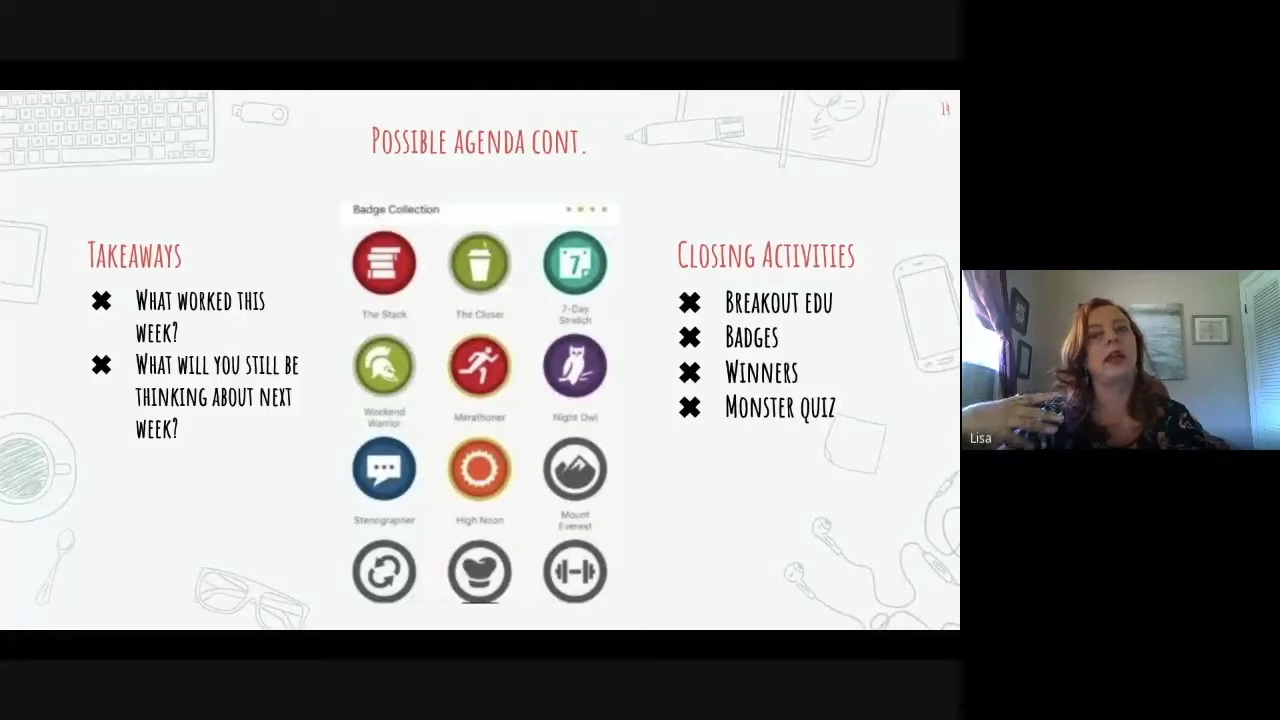 14
POSSIBLE AGENDA CONT.
TAKEAWAYS
✖ WHAT WORKED THIS
WEEK?
✖ WHAT WILL YOU STILL BE
THINKING ABOUT NEXT
WEEK?
Badge Collection
The Stack
The Closer
7
7-Day
Stretch
Weekend
Warrior
Marathoner
Night Owl
Stenographer
High Noon
Mount
Everest
CLOSING ACTIVITIES
✖ BREAKOUT EDU
✖ BADGES
✖ WINNERS
✖ MONSTER QUIZ
Lisa